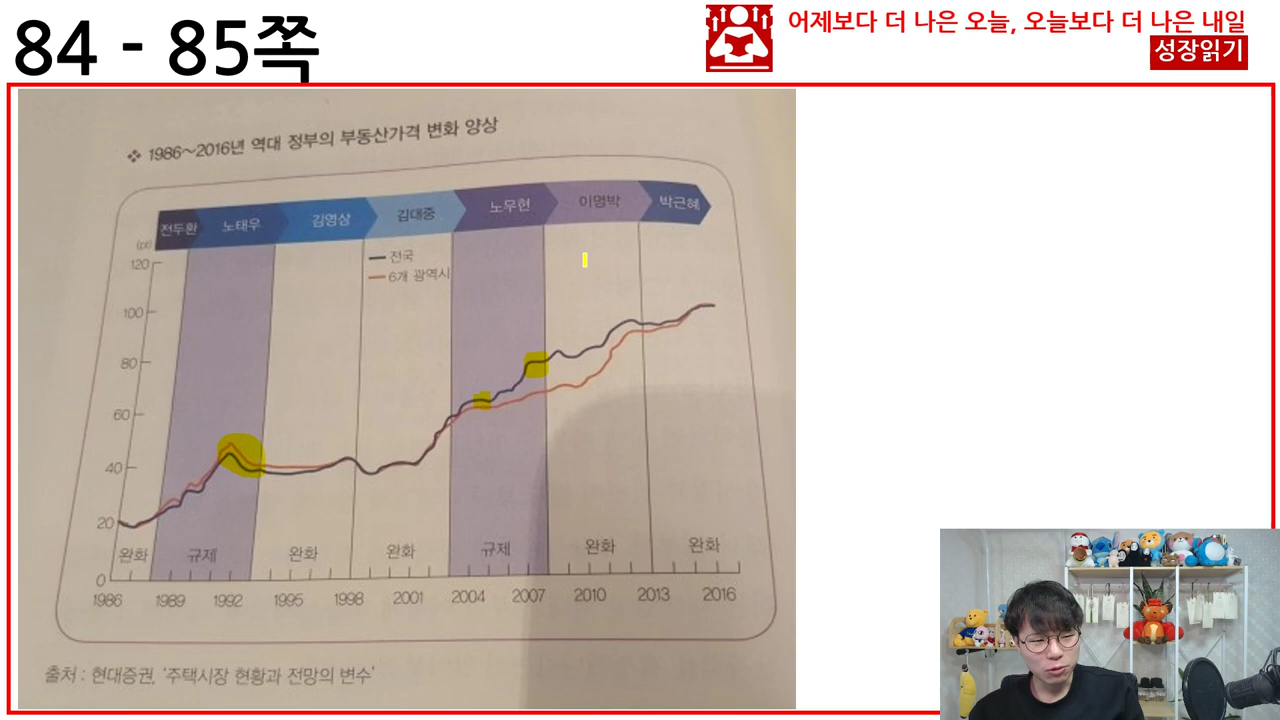 84 - 85쪽
어제보다 더 나은 오늘, 오늘보다 더 나은 내일
성장읽기
❖ 1986~2016년 역대 정부의 부동산가격 변화 양상
전두환 노태우 김영삼 김대중 노무현 이명박 박근혜
(pt)
전국
6개 광역시
120
100
80
60
40
20
0
완화 규제 완화 완화 규제 완화 완화
1986 1989 1992 1995 1998 2001 2004 2007 2010 2013 2016
출처 : 현대증권, '주택시장 현황과 전망의 변수'